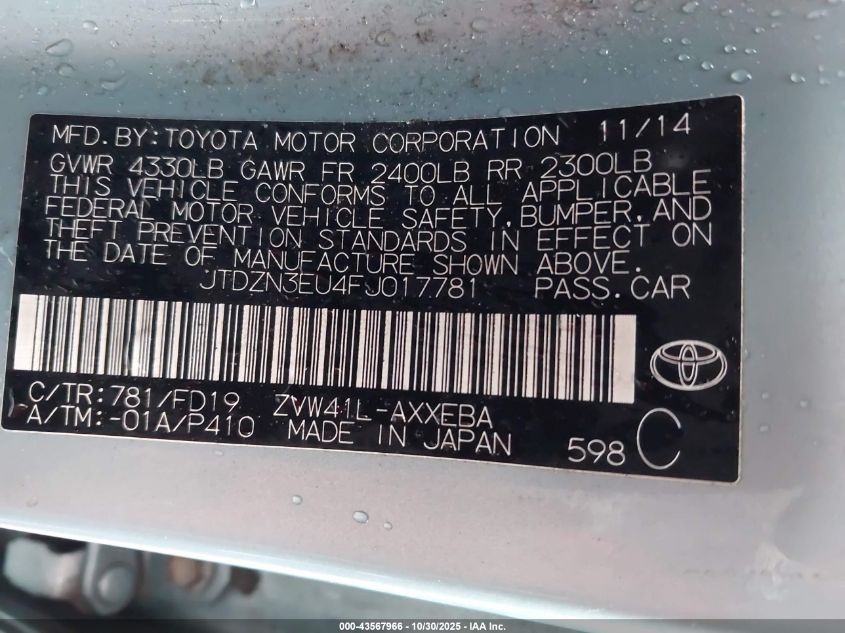 MFD.BY:TOYOTA MOTOR CORPORATION 11/14
GVWR 4330LB GAWR FR 2400LB RR 2300LB
THIS VEHICLE CONFORMS TO ALL APPLICABLE
FEDERAL MOTOR VEHICLE SAFETY,BUMPER,AND
THEFT PREVENTION STANDARDS IN EFFECT ON
THE DATE OF MANUFACTURE SHOWN ABOVE.
JTDZN3EU4FJ017781 PASS.CAR
C/TR:781/FD19 ZVW41L-AXXEBA
A/TM:-01A/P410 MADE IN JAPAN 598 C
000-43567966 - 10/30/2025 - IAA Inc.